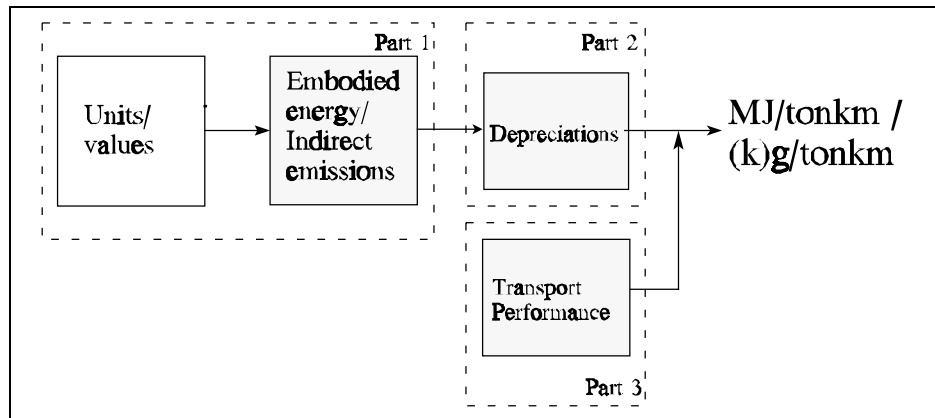 Part 1
Units/
values
Embodied
energy/
Indirect
emissions
Part 2
Depreciations
MJ/tonkm /
(k)g/tonkm
Transport
Performance
Part 3